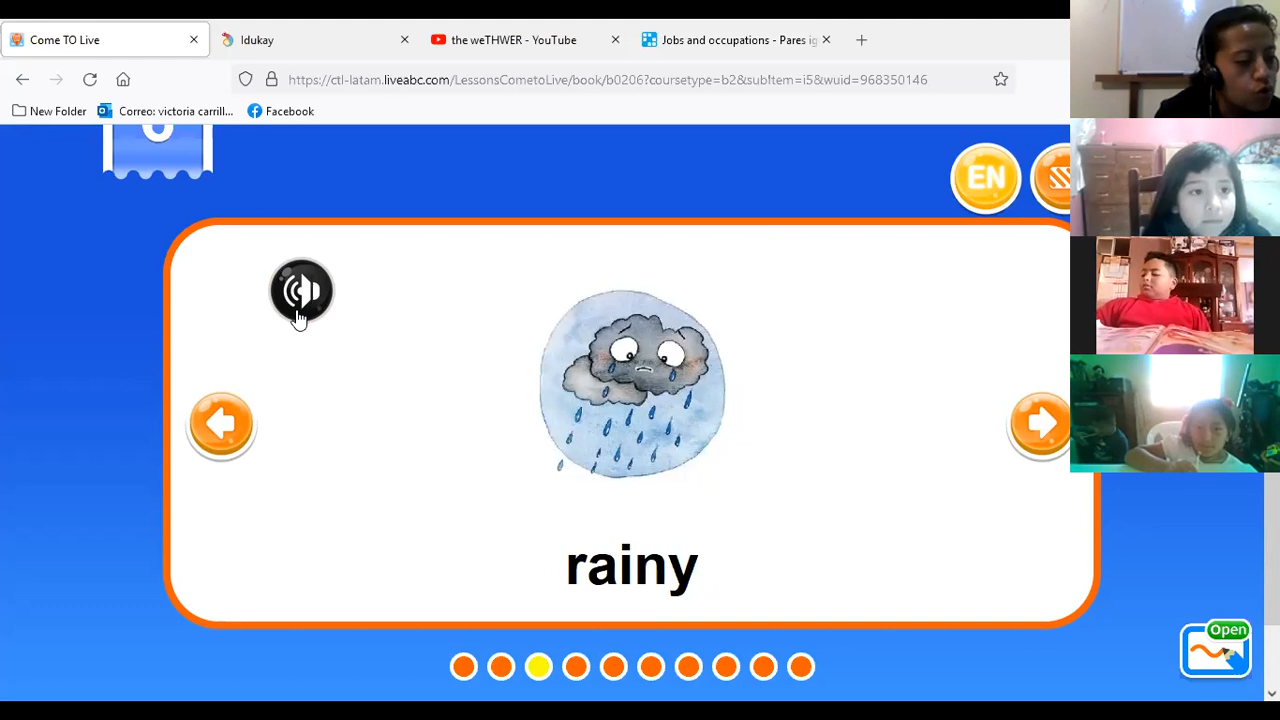 Come TO Live
Idukay
the weTHWER - YouTube
Jobs and occupations - Pares ig
https://ctl-latam.liveabc.com/LessonsCometoLive/book/b0206?coursetype=b2&subitem=i5&wuid=968350146
New Folder
Correo: victoria carrill...
Facebook
EN
rainy
Open